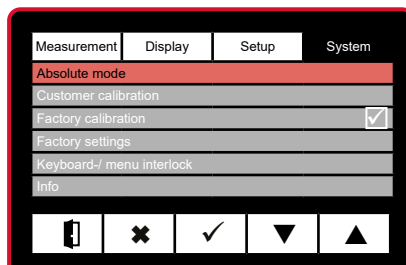 Measurement Display Setup System
Absolute mode
Customer calibration
Factory calibration
Factory settings
Keyboard-/ menu interlock
Info